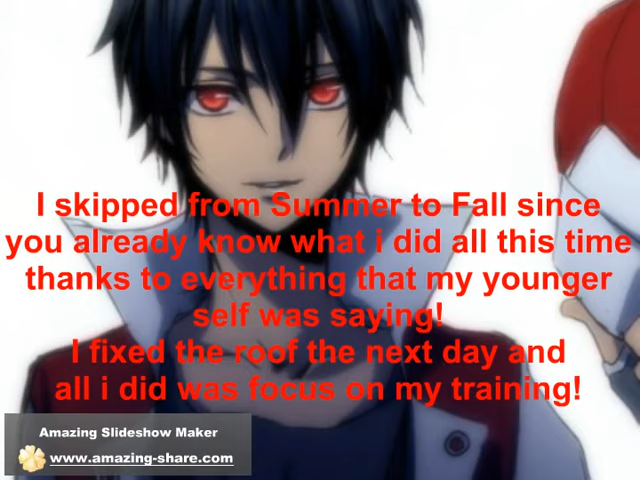 I skipped from Summer to Fall since
you already know what i did all this time
thanks to everything that my younger
self was saying!
I fixed the roof the next day and
all i did was focus on my training!
Amazing Slideshow Maker
www.amazing-share.com